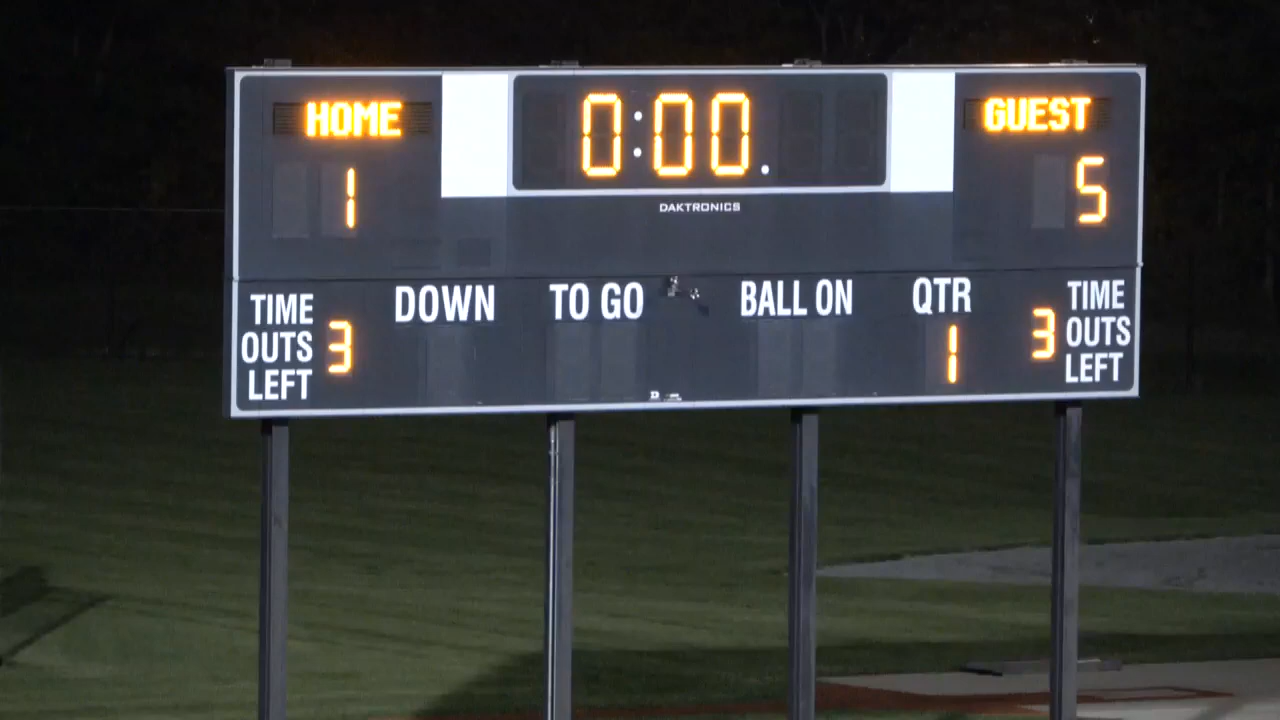 HOME
0:00.
GUEST
1
5
DAKTRONICS
TIME OUTS LEFT
3
DOWN
TO GO
BALL ON
QTR
1
3
TIME OUTS LEFT